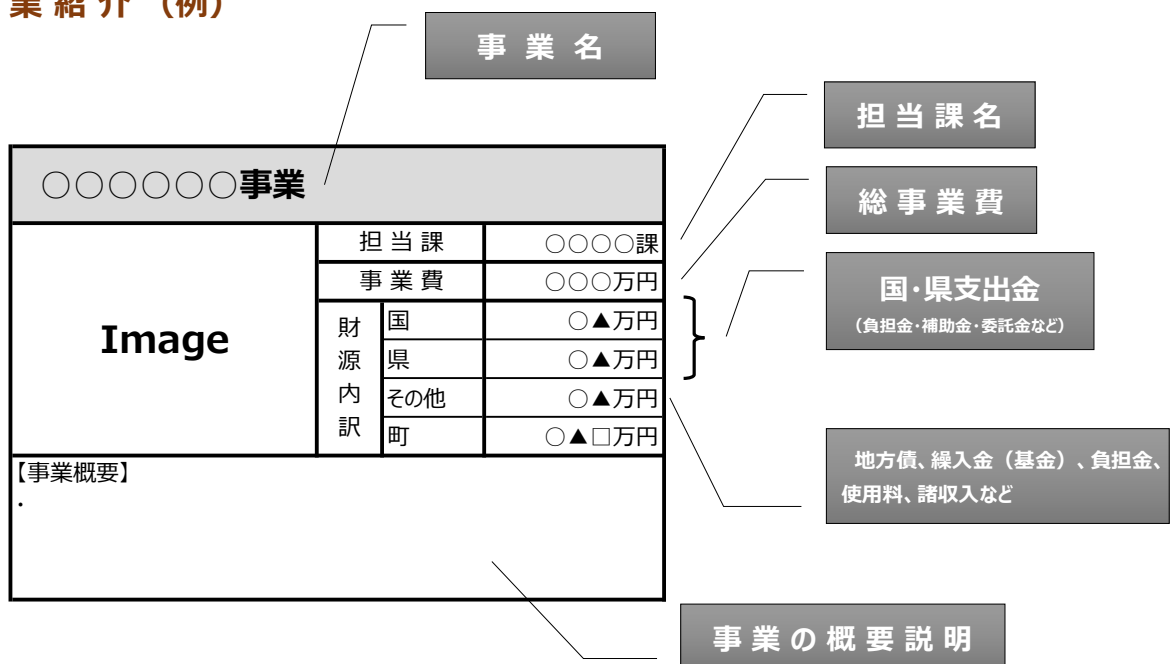 業 紹 介 （例）
事 業 名
担 当 課 名
総 事 業 費
国･県支出金
（負担金･補助金･委託金など）
地方債、繰入金（基金）、負担金、
使用料、諸収入など
事 業 の 概 要 説 明
○○○○○○事業
Image
担 当 課
○○○○課
事 業 費
○○○万円
財源内訳
国
○▲万円
県
○▲万円
その他
○▲万円
町
○▲□万円
【事業概要】
・